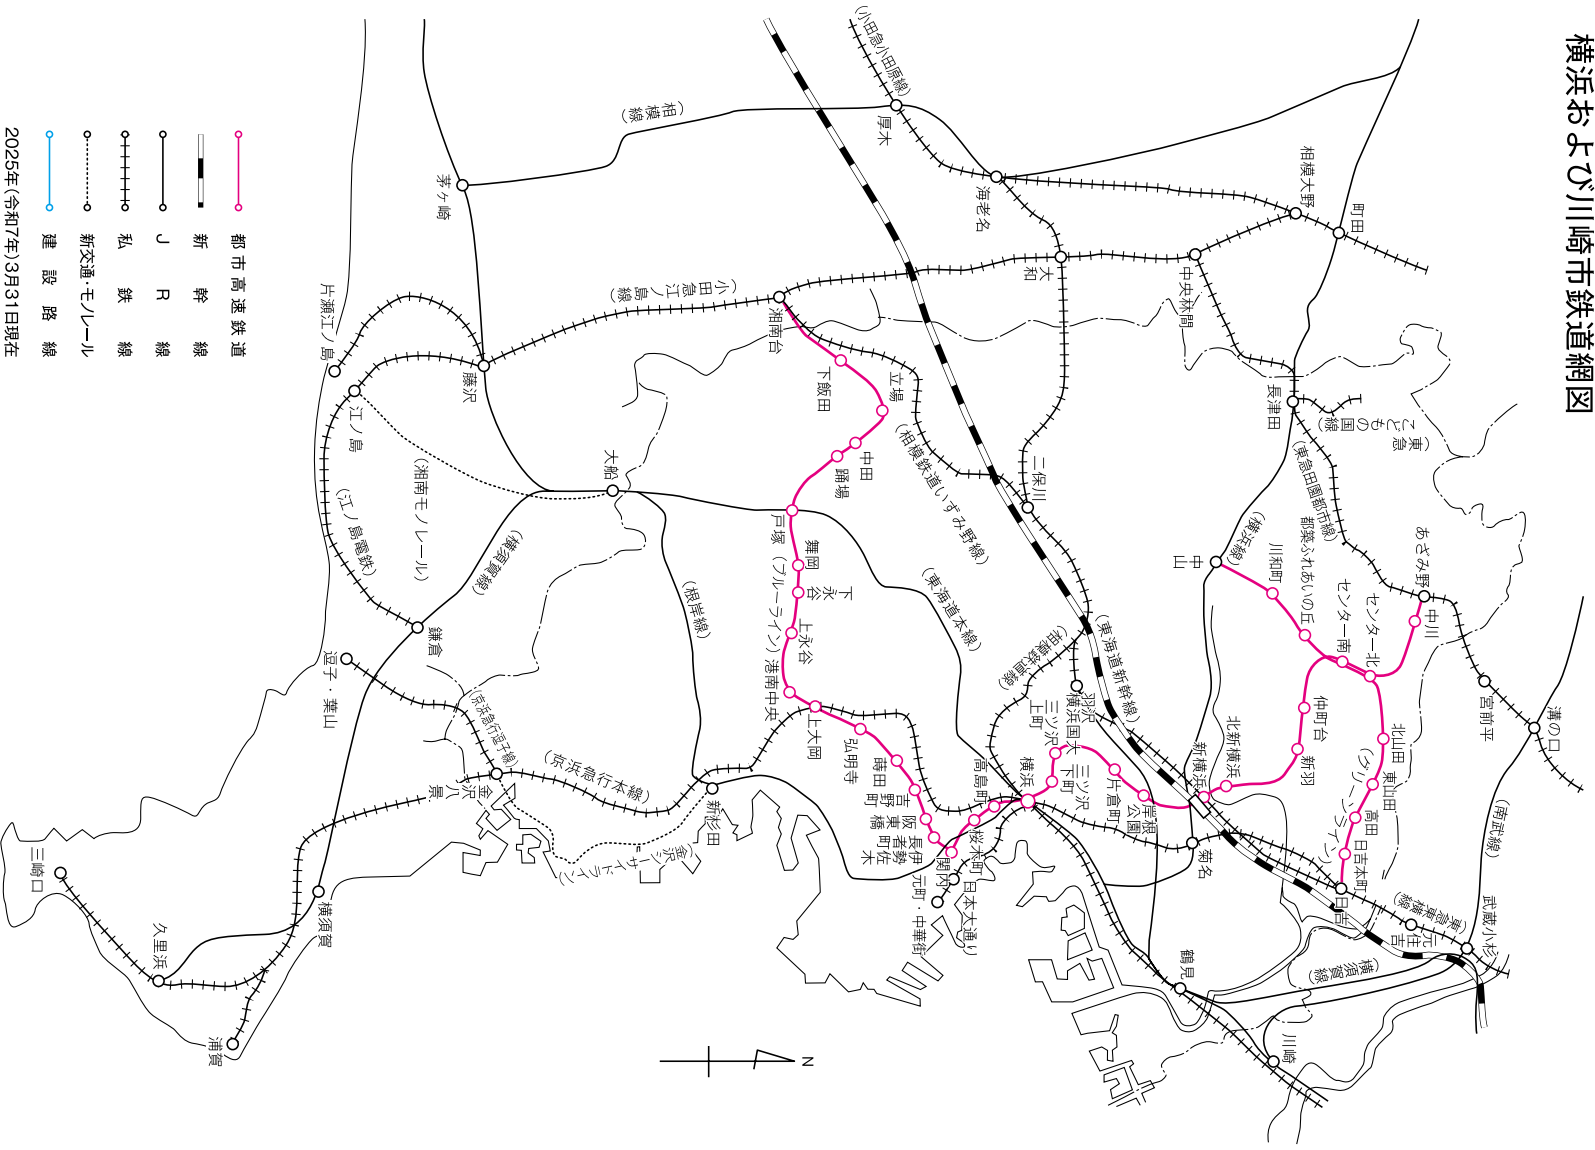 横浜および川崎市鉄道網図
(小田急小田原線)
厚木
(相模線)
海老名
相模大野
町田
茅ケ崎
大和
中央林間
(小田急江ノ島線)
片瀬江ノ島
湘南台
藤沢
下飯田
立場
長津田
(東急こどもの国線)
江ノ島
(相模鉄道いずみ野線)
(東急田園都市線)
中田
踊場
二俣川
大船
(湘南モノレール)
(江ノ島電鉄)
(横須賀線)
戸塚
舞岡
(ブルーライン)
下永谷
(東海道本線)
(横浜線)
中山
川和町
都築ふれあいの丘
センター南
センター北
あざみ野
中川
(根岸線)
上永谷
鎌倉
逗子・葉山
港南中央
(相模鉄道線)
(東海道新幹線)
羽沢横浜国大
宮前平
溝の口
仲町台
北山田
北新横浜
新羽
(京浜急行逗子線)
上大岡
弘明寺
蒔田
三ツ沢上町
三ツ沢下町
片倉町
岸根公園
新横浜
(グリーンライン)
東山田
高田
日吉本町
日吉
(京浜急行本線)
金沢八景
新杉田
吉野町
阪東橋
伊勢佐木長者町
高島町
横浜
桜木町
関内
菊名
(南武線)
(金沢シーサイドライン)
元町・中華街
日本大通り
(東急東横線)
元住吉
武蔵小杉
(横須賀線)
三崎口
久里浜
横須賀
浦賀
鶴見
川崎
N
都市高速鉄道
新幹線
JR線
私鉄線
新交通・モノレール
建設路線
2025年(令和7年)3月31日現在